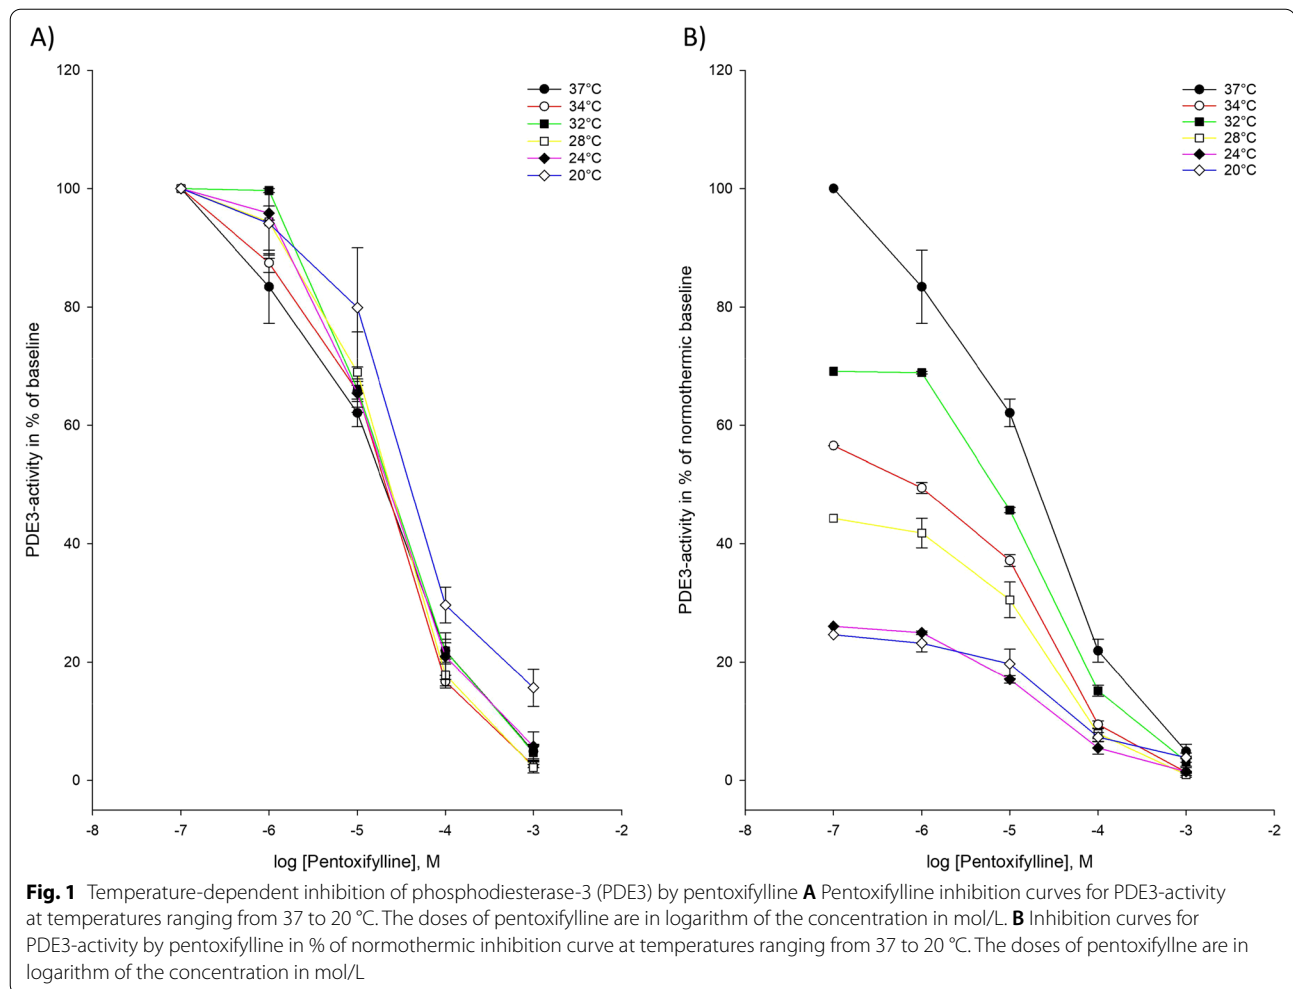 A)
120
100
80
60
40
20
0
PDE3-activity in % of baseline
37°C
34°C
32°C
28°C
24°C
20°C
-8
-7
-6
-5
-4
-3
-2
log [Pentoxifylline], M
B)
120
100
80
60
40
20
0
PDE3-activity in % of normothermic baseline
37°C
34°C
32°C
28°C
24°C
20°C
-8
-7
-6
-5
-4
-3
-2
log [Pentoxifylline], M
Fig. 1 Temperature-dependent inhibition of phosphodiesterase-3 (PDE3) by pentoxifylline A Pentoxifylline inhibition curves for PDE3-activity
at temperatures ranging from 37 to 20 °C. The doses of pentoxifylline are in logarithm of the concentration in mol/L. B Inhibition curves for
PDE3-activity by pentoxifylline in % of normothermic inhibition curve at temperatures ranging from 37 to 20 °C. The doses of pentoxifyllne are in
logarithm of the concentration in mol/L